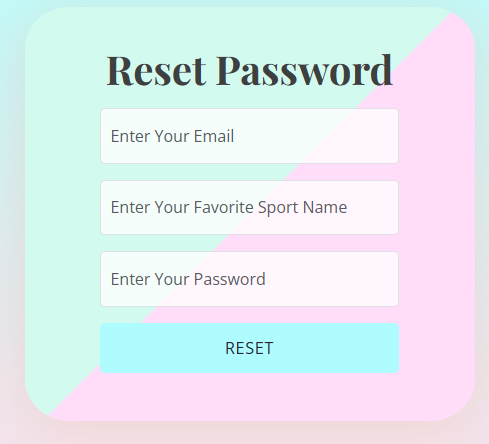 Reset Password
Enter Your Email
Enter Your Favorite Sport Name
Enter Your Password
RESET